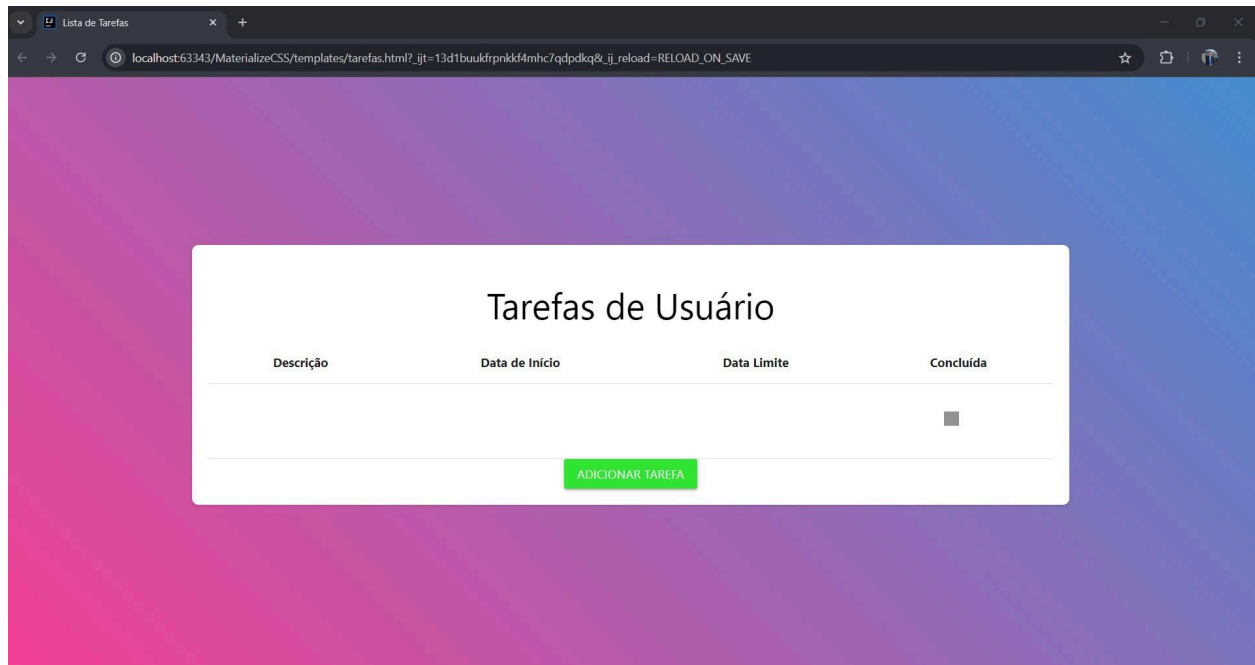 Lista de Tarefas
localhost:63343/MaterializeCSS/templates/tarefas.html?_ijt=13d1buukfrpnkkf4mhc7qdpdkq&_ij_reload=RELOAD_ON_SAVE
Tarefas de Usuário
Descrição Data de Início Data Limite Concluída
ADICIONAR TAREFA